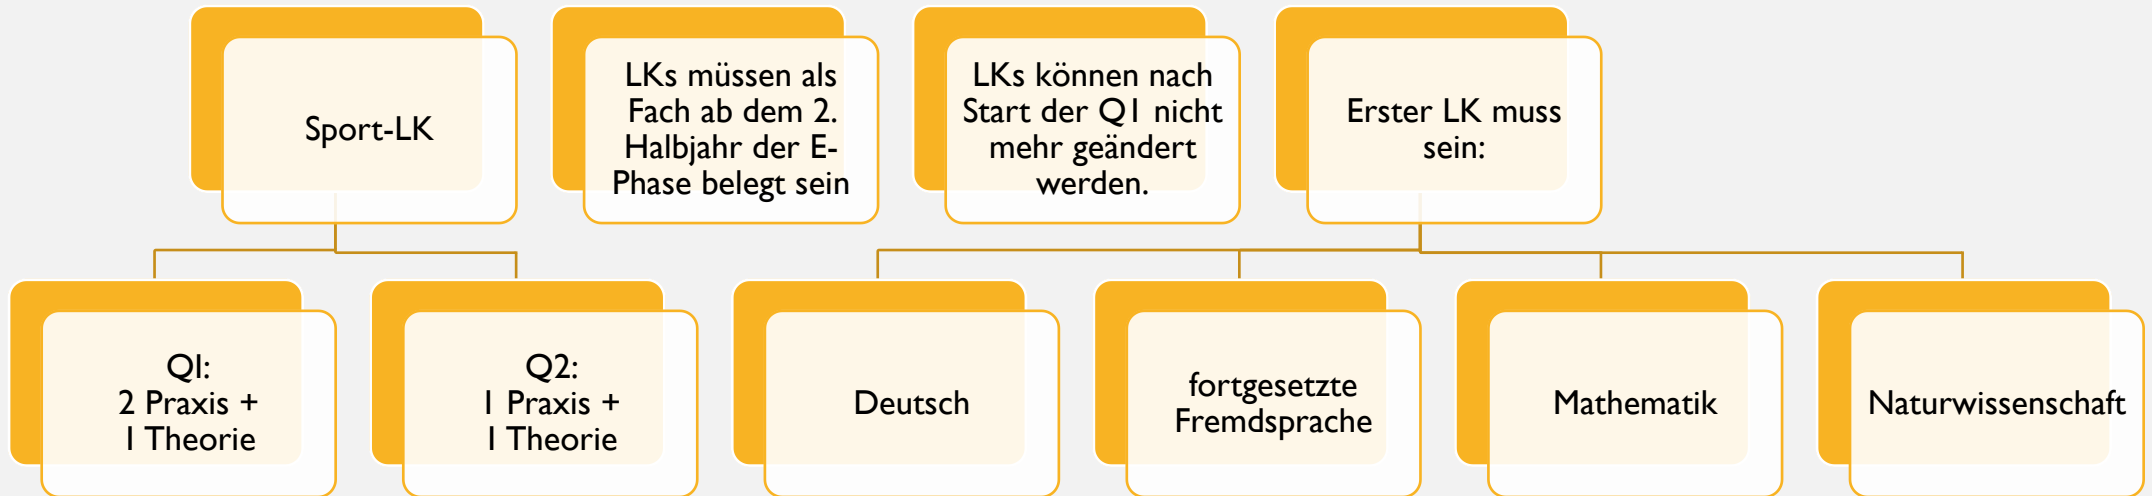 Sport-LK
LKs müssen als
Fach ab dem 2.
Halbjahr der E-
Phase belegt sein
LKs können nach
Start der Q1 nicht
mehr geändert
werden.
Erster LK muss
sein:
Q1:
2 Praxis +
1 Theorie
Q2:
1 Praxis +
1 Theorie
Deutsch
fortgesetzte
Fremdsprache
Mathematik
Naturwissenschaft